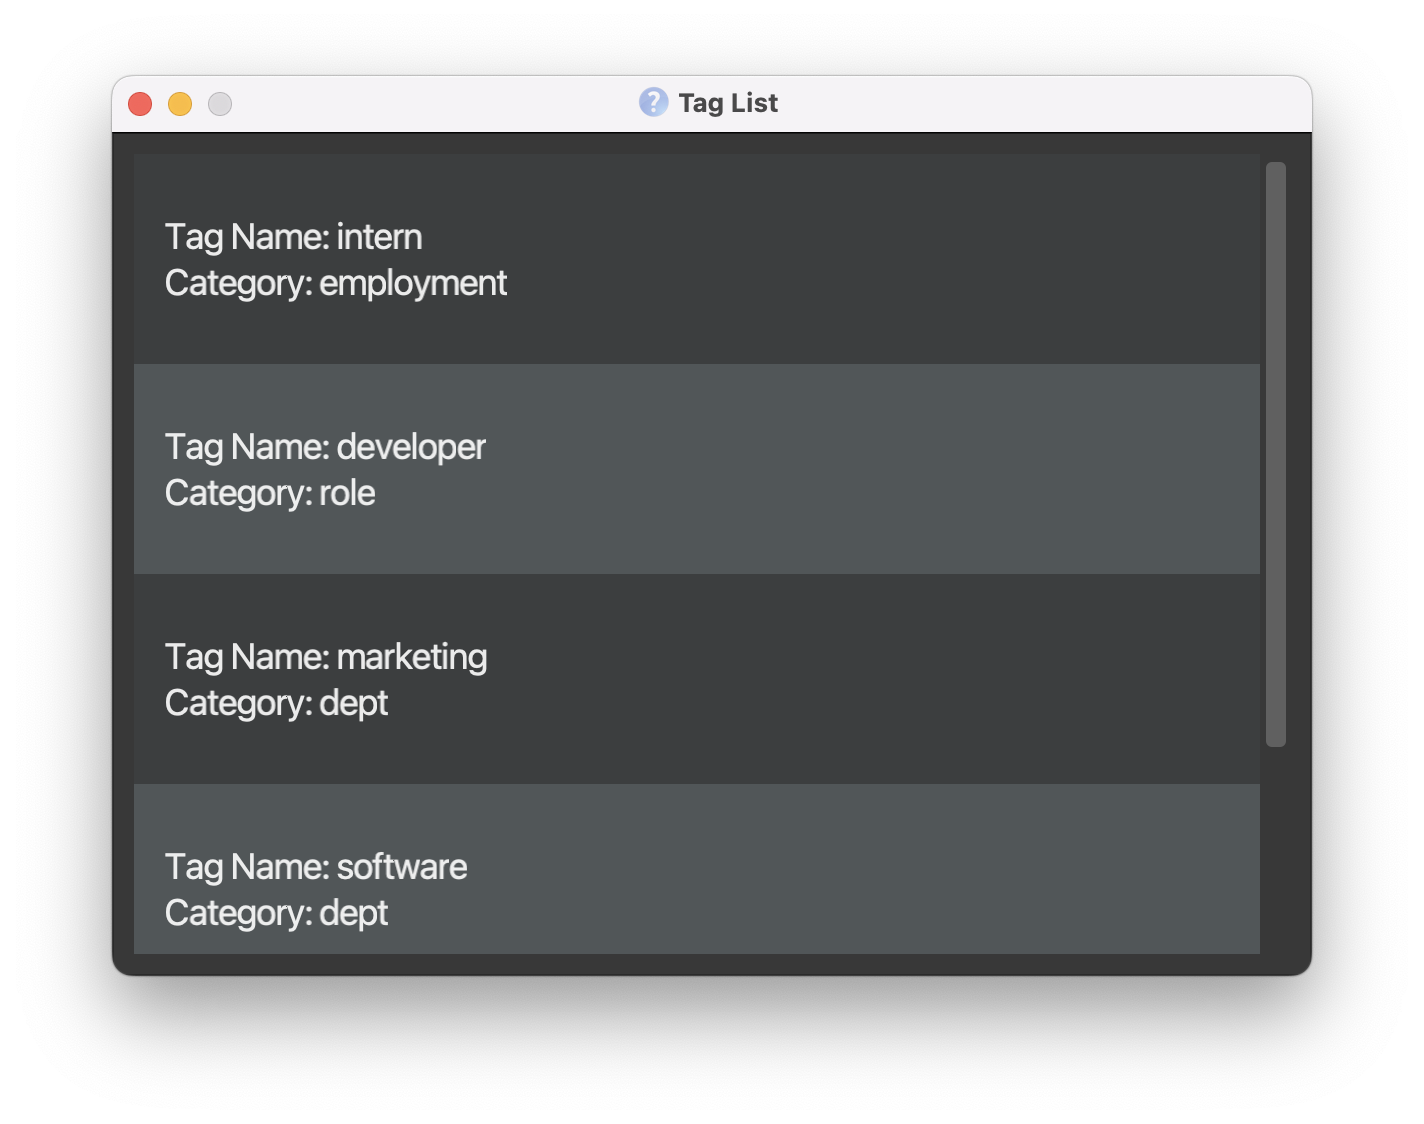 Tag List
Tag Name: intern
Category: employment
Tag Name: developer
Category: role
Tag Name: marketing
Category: dept
Tag Name: software
Category: dept